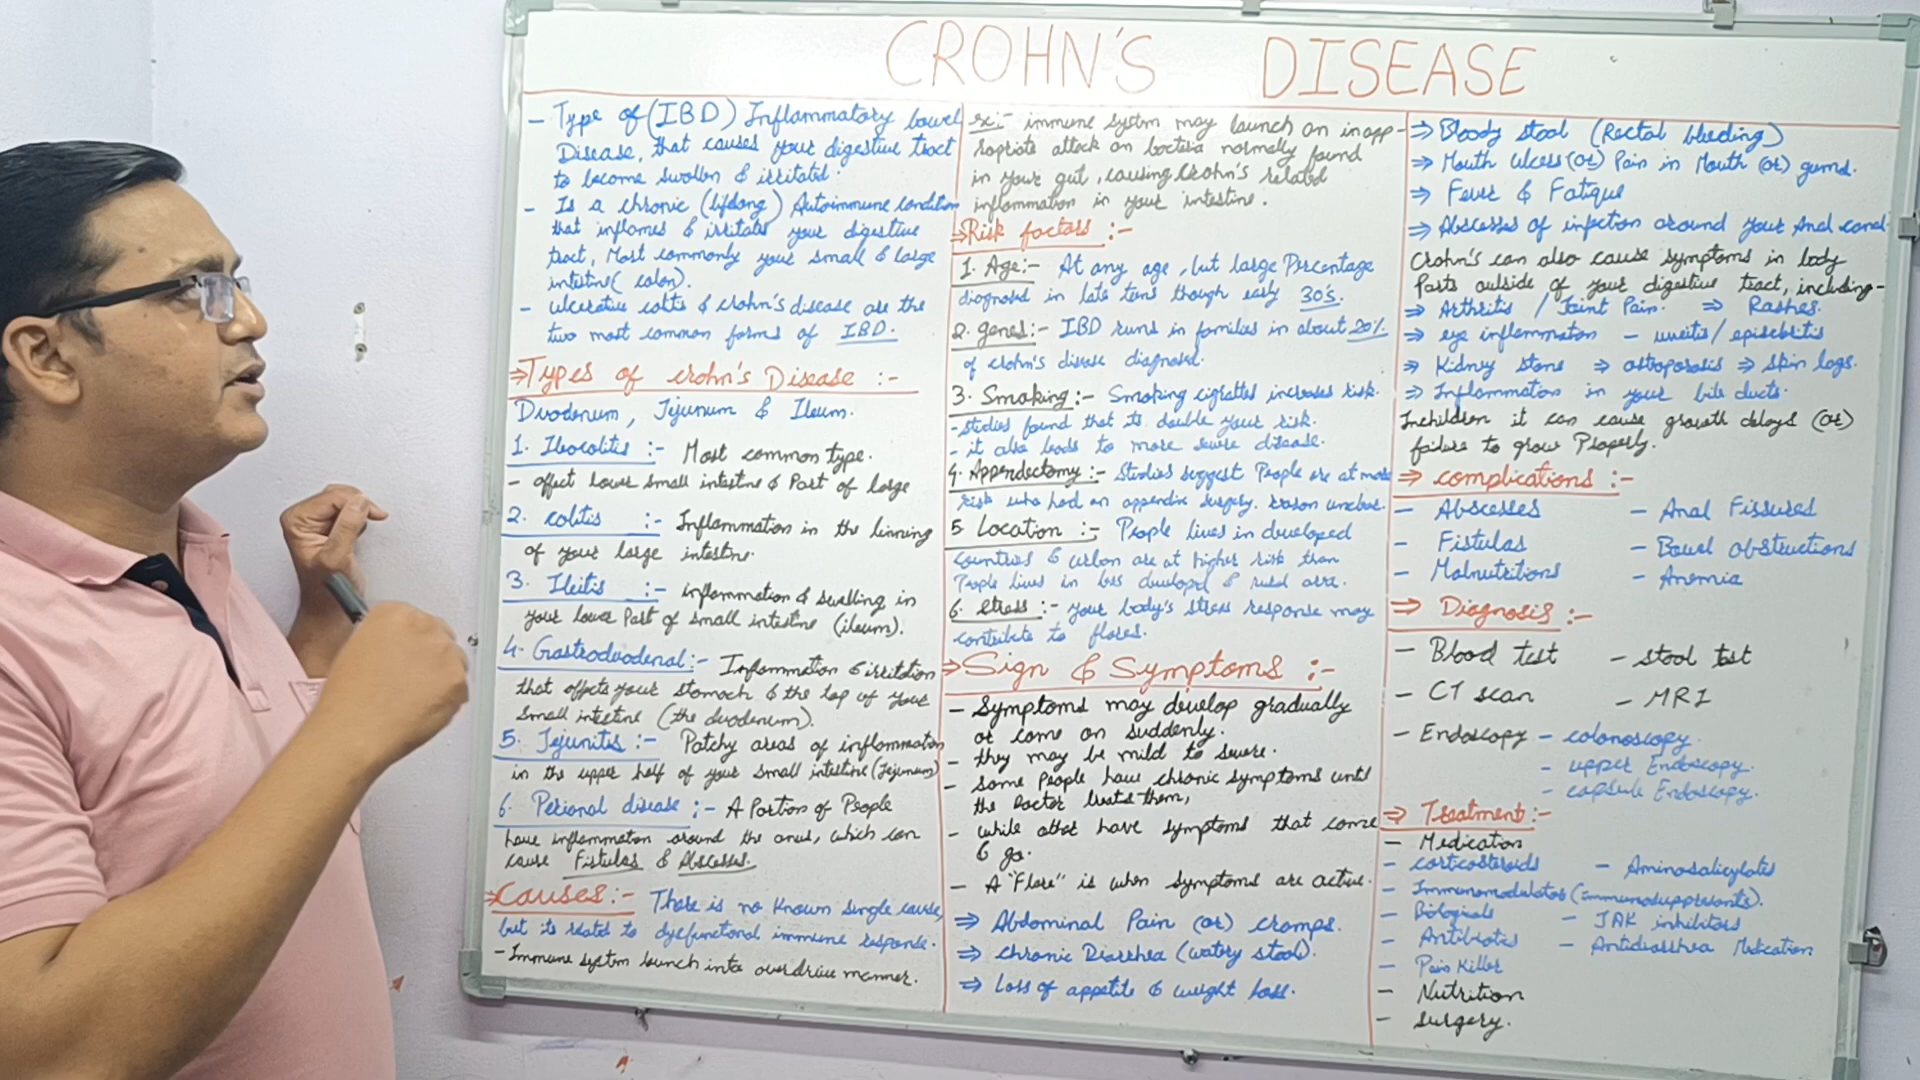 CROHN'S DISEASE
- Type of (IBD) Inflammatory bowel
Disease, that causes your digestive tract
to become swollen & irritated.
- Is a chronic (lifelong) Autoimmune condition
that inflames & irritates your digestive
tract, Most commonly your small & large
intestine (colon).
- ulcerative colitis & crohn's disease are the
two most common forms of IBD.
⇒ Types of crohn's Disease :-
Duodenum, Jejunum & Ileum.
1. Ileocolitis :- Most common type.
- affect lower small intestine & Part of large
2. colitis :- Inflammation in the linning
of your large intestine.
3. Ileitis :- inflammation & swelling in
your lower Part of small intestine (ileum).
4. Gastroduodenal :- Inflammation & irritation
that affects your stomach & the top of your
small intestine (the duodenum).
5. Jejunitis :- Patchy areas of inflammation
in the upper half of your small intestine (Jejunum)
6. Perianal disease :- A Portion of People
have inflammation around the anus, which can
cause Fistulas & Abscesses.
⇒ Causes :- There is no known single cause,
but its related to dysfunctional immune response.
- Immune system launch into overdrive manner.
ex:- immune system may launch an inapp-
ropriate attack on bacteria normally found
in your gut, causing Crohn's related
inflammation in your intestine.
⇒ Risk factors :-
1. Age:- At any age, but large Percentage
diagnosed in late teens though early 30's.
2. genes:- IBD runs in families in about 20%
of crohn's disease diagnosed.
3. Smoking :- Smoking cigrattes increases risk.
- studies found that its double your risk.
- it also leads to more severe disease.
4. Appendectomy :- Studies suggest People are at more
risk who had an appendix surgery. reason unclear.
5 Location :- People lives in developed
countries & urban are at higher risk than
People lives in less developed & rural area.
6. stress :- your body's stress response may
contribute to flares.
⇒ Sign & Symptoms :-
- Symptoms may develop gradually
or come on suddenly.
- they may be mild to severe.
- some People have chronic symptoms until
the Doctor treats them,
- while other have symptoms that come
& go.
- A "Flare" is when symptoms are active.
⇒ Abdominal Pain (or) cramps.
⇒ chronic Diarrhea (watery stool).
⇒ Loss of appetite & weight loss.
⇒ Bloody stool (Rectal bleeding)
⇒ Mouth ulcers (or) Pain in Mouth (or) gums.
⇒ Fever & Fatigue
⇒ Abscesses of infection around your Anal canal
Crohn's can also cause symptoms in body
Parts outside of your digestive tract, including-
⇒ Arthritis / Joint Pain. ⇒ Rashes.
⇒ eye inflammation - uveitis / episcleritis
⇒ Kidney stone ⇒ osteoporosis ⇒ skin tags.
⇒ Inflammation in your bile ducts.
Inchildren it can cause growth delays (or)
failure to grow Properly.
⇒ complications :-
- Abscesses - Anal Fissures
- Fistulas - Bowel obstructions
- Malnutritions - Anemia
⇒ Diagnosis :-
- Blood test - stool test
- CT scan - MRI
- Endoscopy - colonoscopy.
- upper Endoscopy.
- capsule Endoscopy.
⇒ Treatment :-
- Medication
- corticosteroids - Aminosalicylates
- Immunomodulators (immunosuppresants).
- Biologicals - JAK inhibitors
- Antibiotics - Antidiarrhea Medication
- Pain Killer
- Nutrition
- surgery.